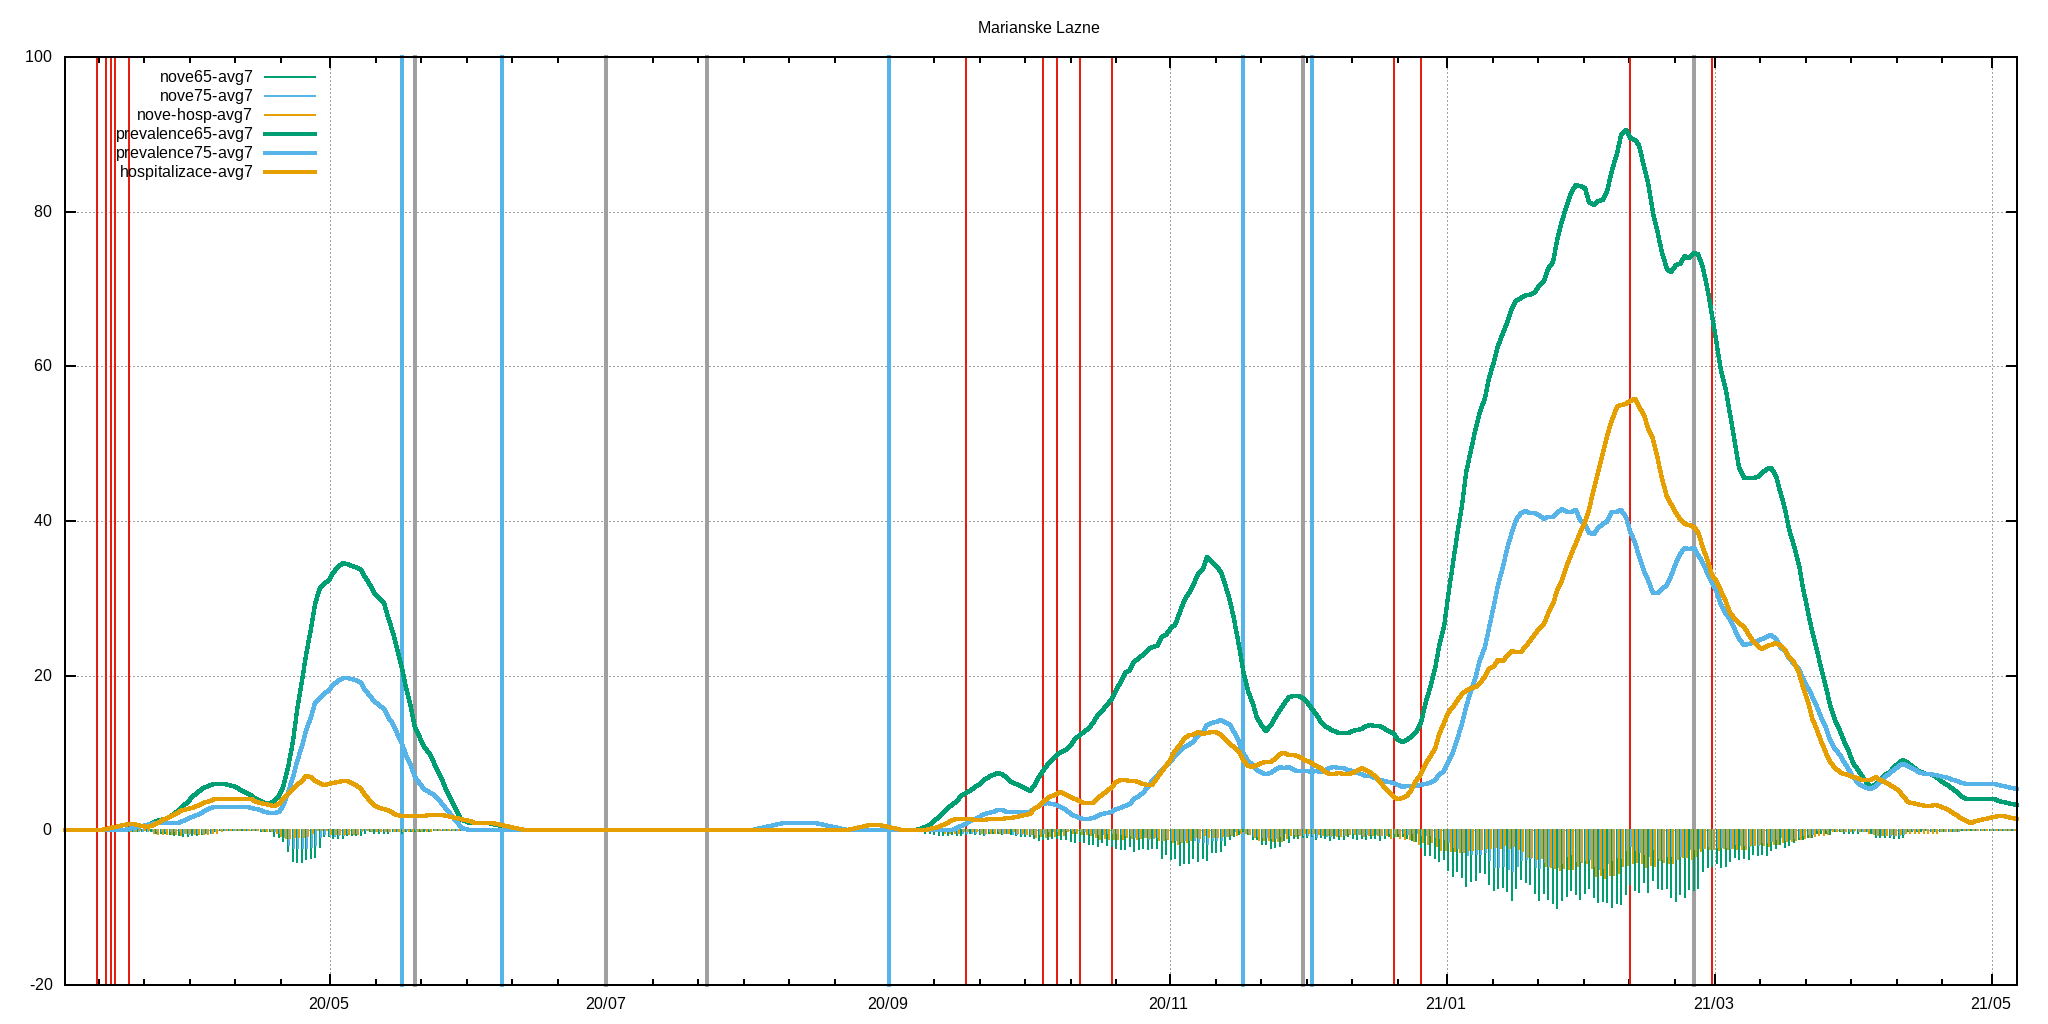 Marianske Lazne
100
nove65-avg7
nove75-avg7
nove-hosp-avg7
prevalence65-avg7
prevalence75-avg7
hospitalizace-avg7
80
60
40
20
0
-20
20/05 20/07 20/09 20/11 21/01 21/03 21/05